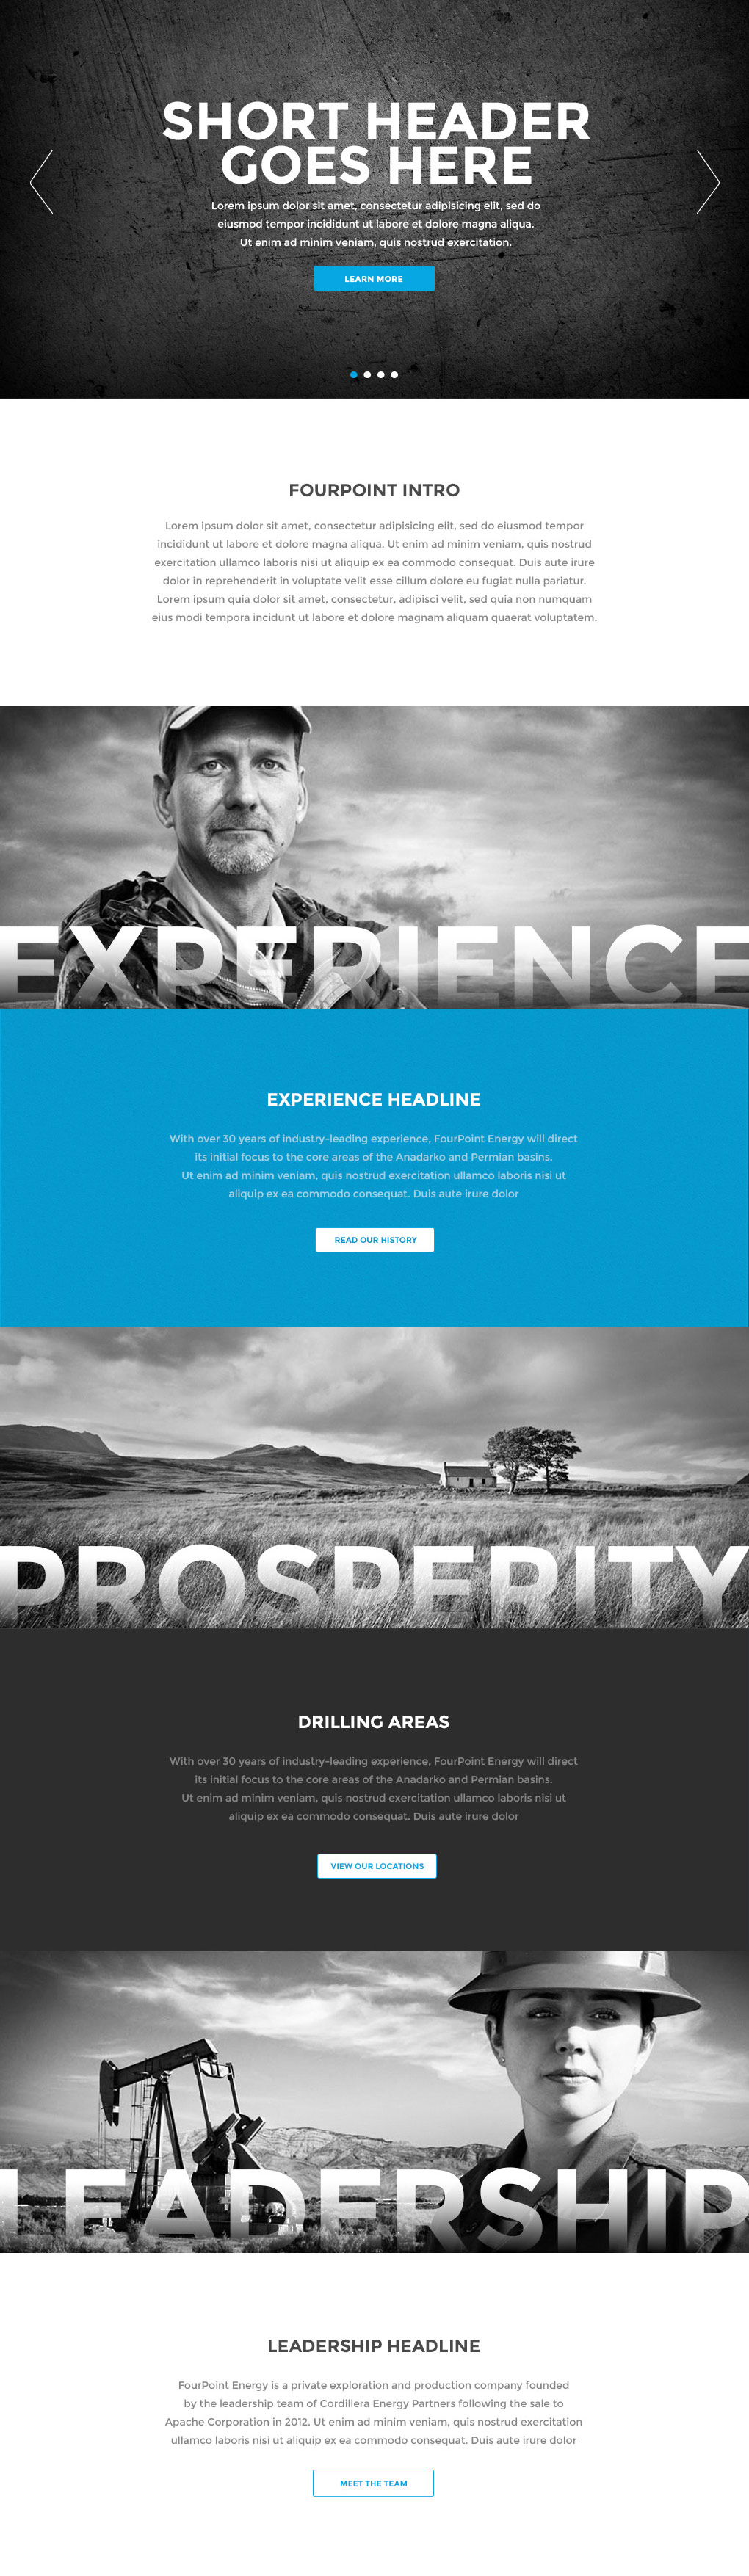 SHORT HEADER
GOES HERE
Lorem ipsum dolor sit amet, consectetur adipisicing elit, sed do
eiusmod tempor incididunt ut labore et dolore magna aliqua.
Ut enim ad minim veniam, quis nostrud exercitation.
LEARN MORE
FOURPOINT INTRO
Lorem ipsum dolor sit amet, consectetur adipisicing elit, sed do eiusmod tempor
incididunt ut labore et dolore magna aliqua. Ut enim ad minim veniam, quis nostrud
exercitation ullamco laboris nisi ut aliquip ex ea commodo consequat. Duis aute irure
dolor in reprehenderit in voluptate velit esse cillum dolore eu fugiat nulla pariatur.
Lorem ipsum quia dolor sit amet, consectetur, adipisci velit, sed quia non numquam
eius modi tempora incidunt ut labore et dolore magnam aliquam quaerat voluptatem.
EXPERIENCE
EXPERIENCE HEADLINE
With over 30 years of industry-leading experience, FourPoint Energy will direct
its initial focus to the core areas of the Anadarko and Permian basins.
Ut enim ad minim veniam, quis nostrud exercitation ullamco laboris nisi ut
aliquip ex ea commodo consequat. Duis aute irure dolor
READ OUR HISTORY
PROSPERITY
DRILLING AREAS
With over 30 years of industry-leading experience, FourPoint Energy will direct
its initial focus to the core areas of the Anadarko and Permian basins.
Ut enim ad minim veniam, quis nostrud exercitation ullamco laboris nisi ut
aliquip ex ea commodo consequat. Duis aute irure dolor
VIEW OUR LOCATIONS
LEADERSHIP
LEADERSHIP HEADLINE
FourPoint Energy is a private exploration and production company founded
by the leadership team of Cordillera Energy Partners following the sale to
Apache Corporation in 2012. Ut enim ad minim veniam, quis nostrud exercitation
ullamco laboris nisi ut aliquip ex ea commodo consequat. Duis aute irure dolor
MEET THE TEAM